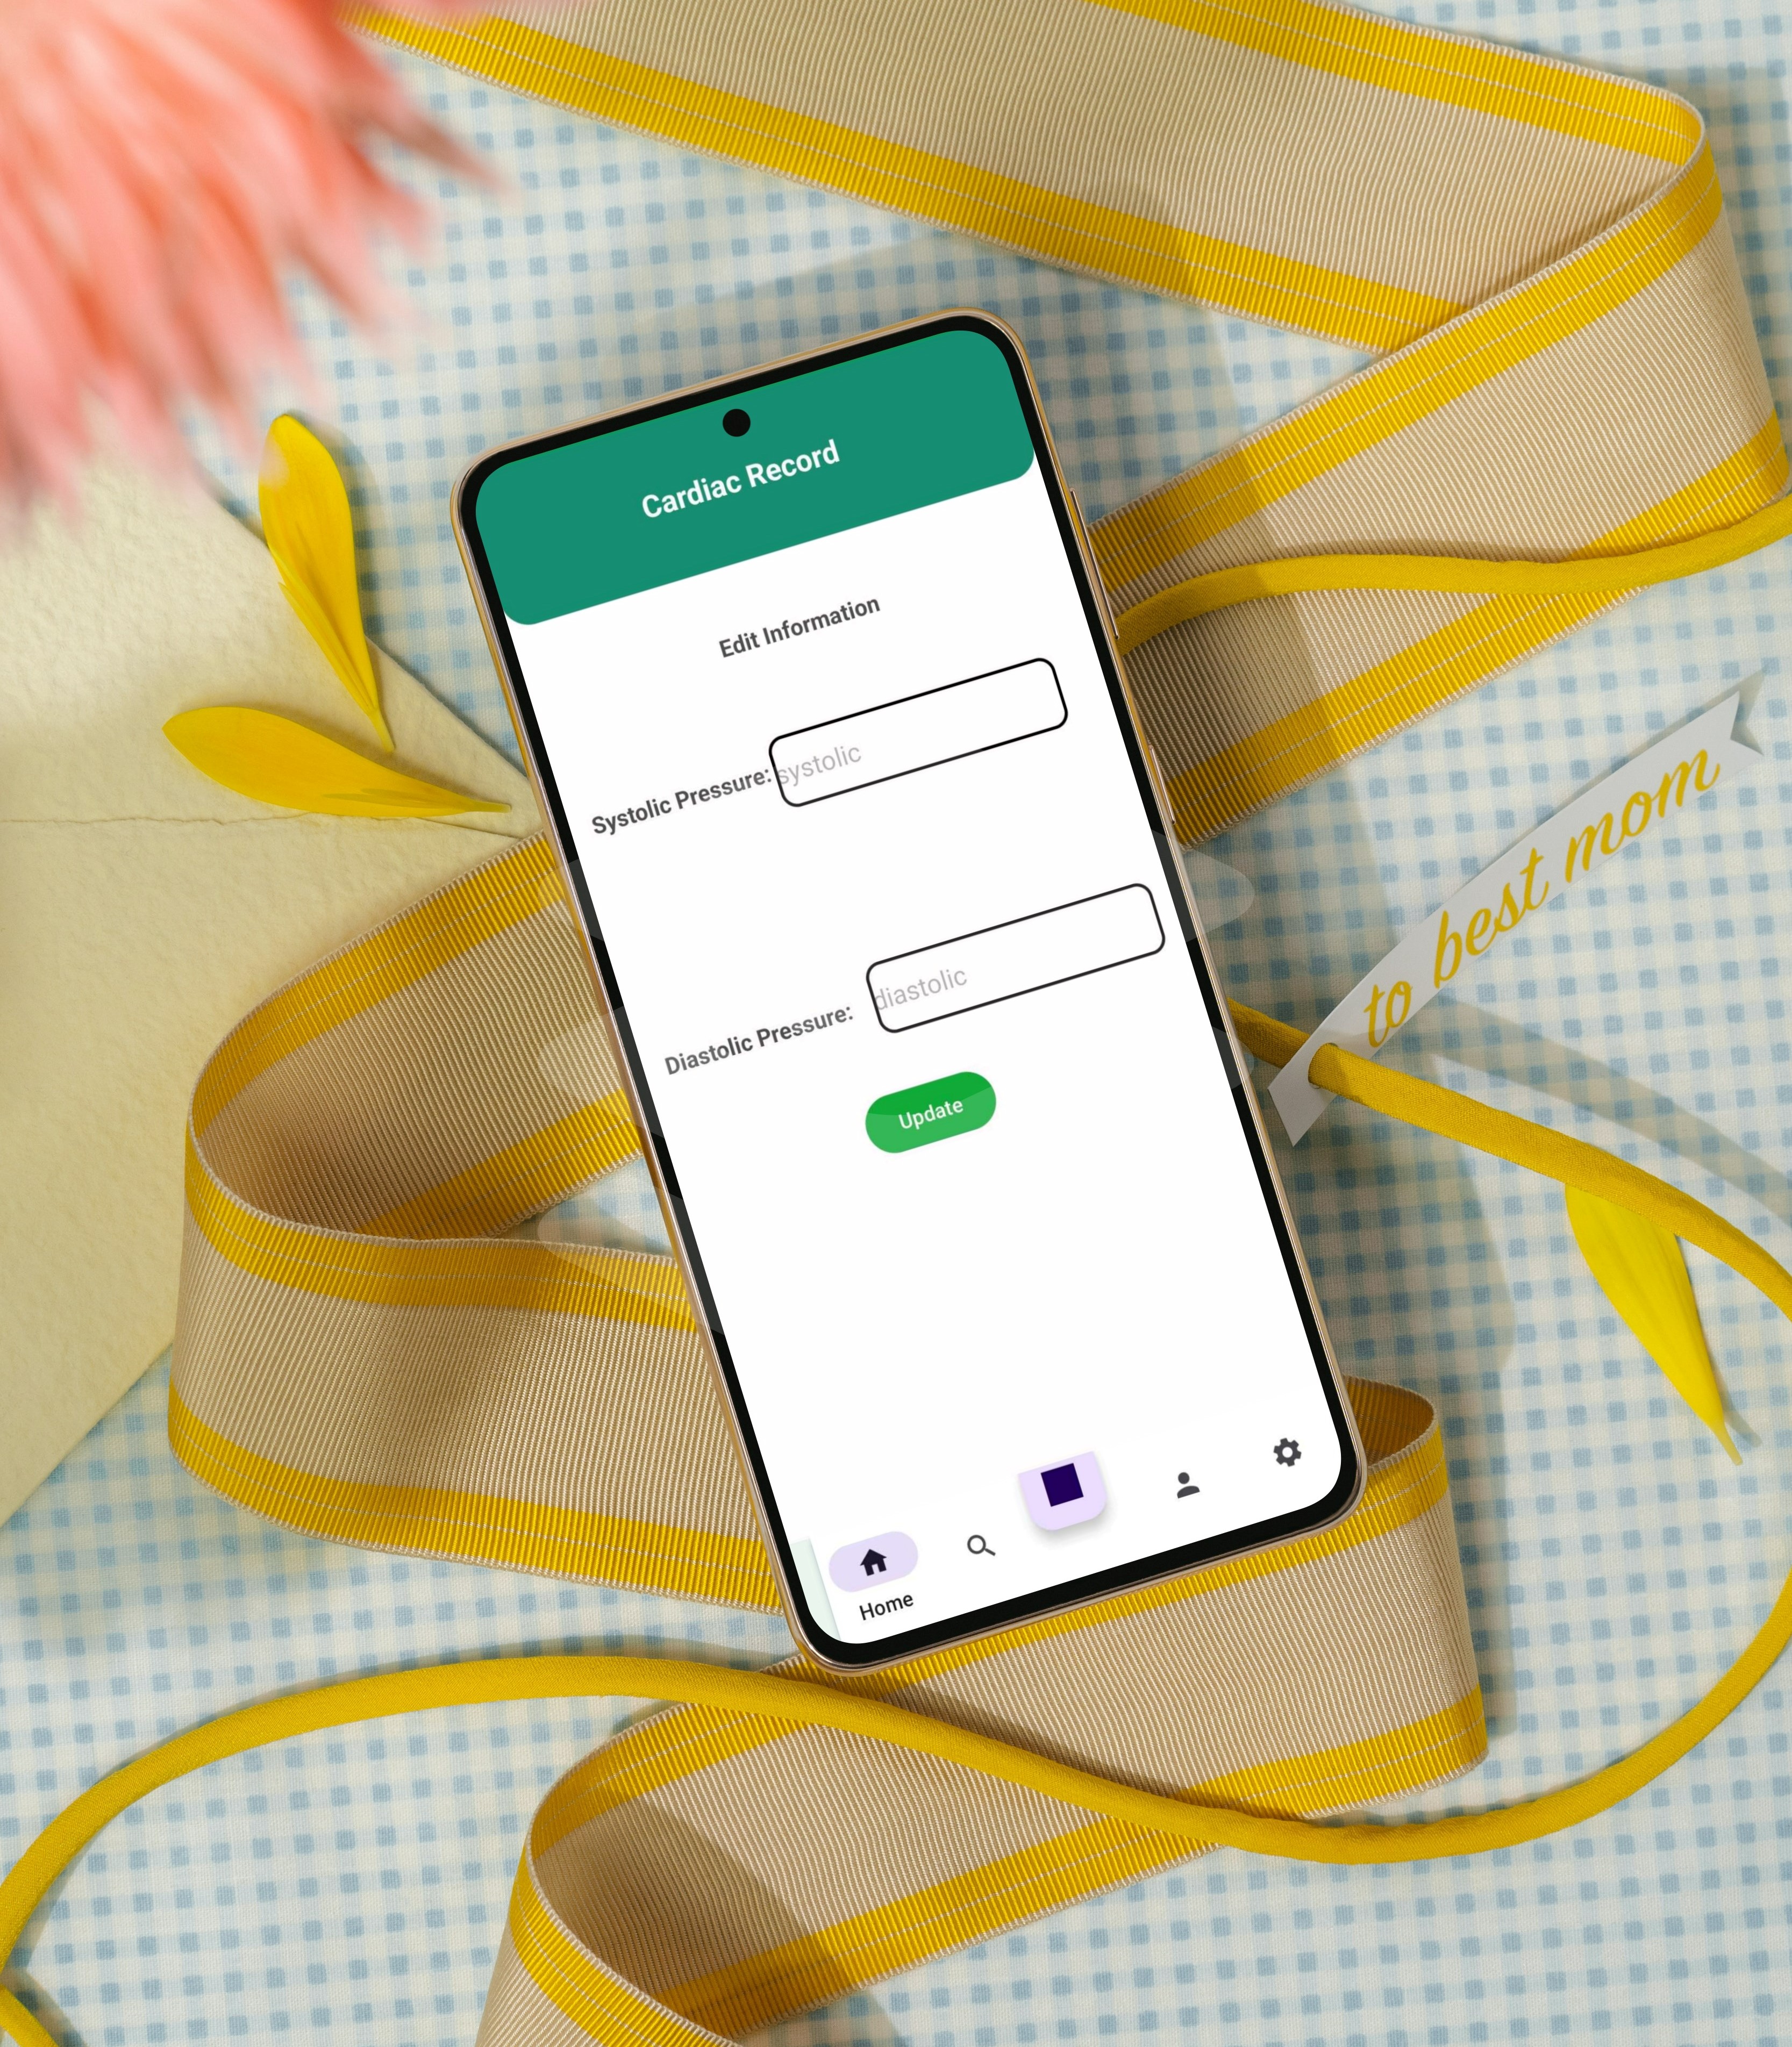 Cardiac Record
Edit Information
Systolic Pressure: systolic
Diastolic Pressure: diastolic
Update
Home
to best mom